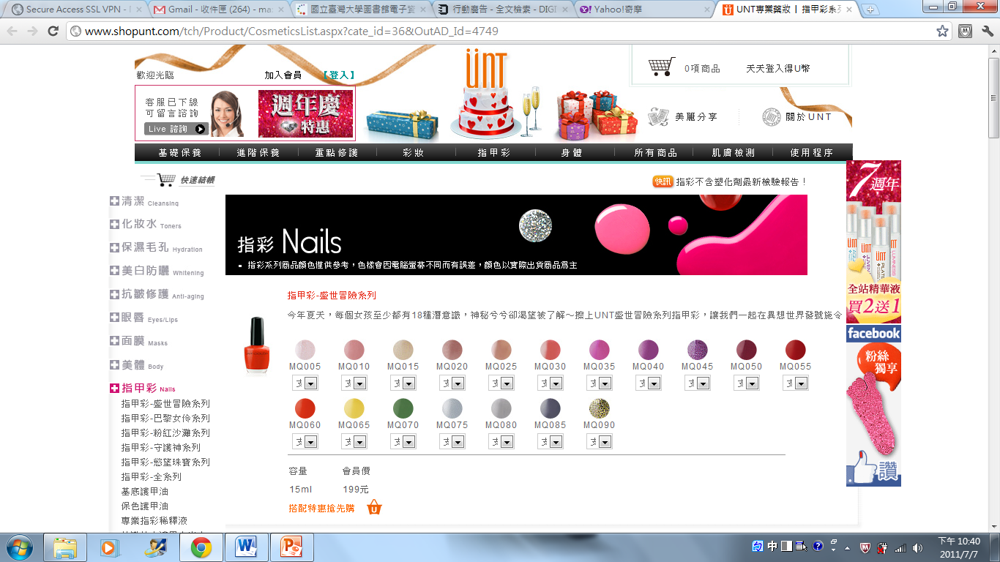 Secure Access SSL VPN -
Gmail - 收件匣 (264) - ma
國立臺灣大學圖書館電子資
行動廣告 - 全文檢索 - DIGI
Yahoo!奇摩
UNT專業藥妝 | 指甲彩系
www.shopunt.com/tch/Product/CosmeticsList.aspx?cate_id=36&OutAD_Id=4749
歡迎光臨
加入會員
【登入】
ÜNT
0項商品
天天登入得U幣
客服已下線
可留言諮詢
Live 諮詢
週年慶
特惠
美麗分享
關於UNT
基礎保養
進階保養
重點修護
彩妝
指甲彩
身體
所有商品
肌膚檢測
使用程序
快速結帳
快訊 指彩不含塑化劑最新檢驗報告！
清潔 Cleansing
化妝水 Toners
保濕毛孔 Hydration
美白防曬 Whitening
抗皺修護 Anti-aging
眼唇 Eyes/Lips
面膜 Masks
美體 Body
指甲彩 Nails
指甲彩-盛世冒險系列
指甲彩-巴黎女伶系列
指甲彩-粉紅沙灘系列
指甲彩-守護神系列
指甲彩-慾望珠寶系列
指甲彩-全系列
基底護甲油
保色護甲油
專業指彩稀釋液
指彩 Nails
指彩系列商品顏色僅供參考，色樣會因電腦螢幕不同而有誤差，顏色以實際出貨商品為主
指甲彩-盛世冒險系列
今年夏天，每個女孩至少都有18種潛意識，神秘兮兮卻渴望被了解～擦上UNT盛世冒險系列指甲彩，讓我們一起在異想世界發號施令
MQ005 MQ010 MQ015 MQ020 MQ025 MQ030 MQ035 MQ040 MQ045 MQ050 MQ055
MQ060 MQ065 MQ070 MQ075 MQ080 MQ085 MQ090
容量 會員價
15ml 199元
搭配特惠搶先購
7週年
ÜNT
全站精華液
買2送1
facebook
粉絲
獨享
讚
中
下午 10:40
2011/7/7